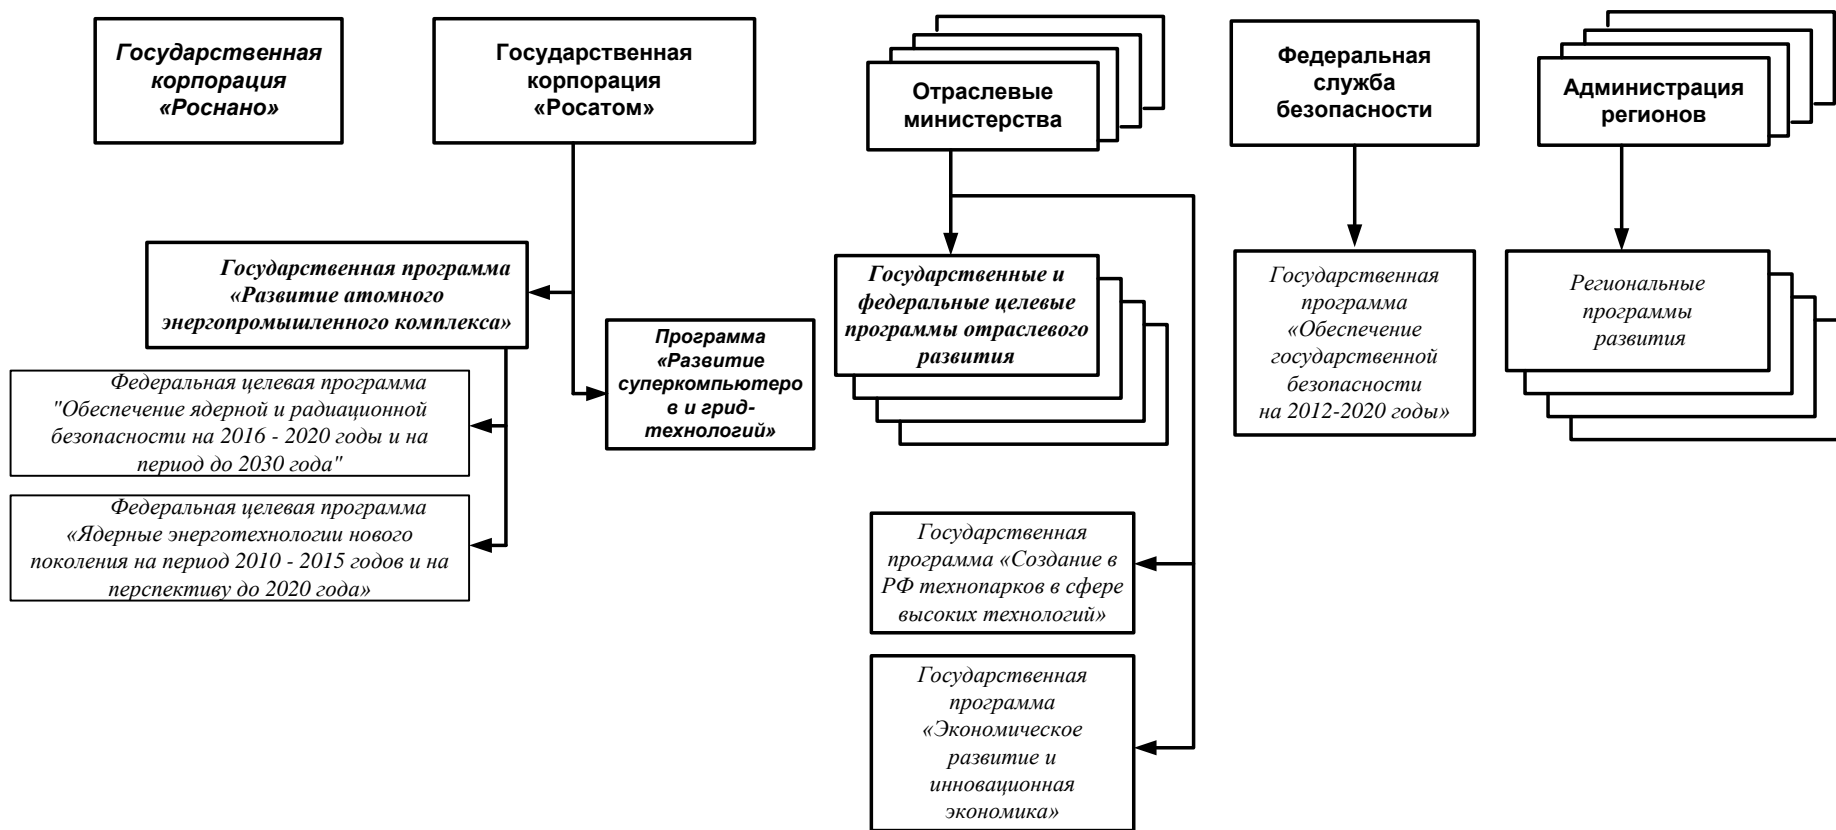 Государственная
корпорация
«Роснано»
Государственная
корпорация
«Росатом»
Отраслевые
министерства
Федеральная
служба
безопасности
Администрация
регионов
Государственная программа
«Развитие атомного
энергопромышленного комплекса»
Программа
«Развитие
суперкомпьютеро
в и грид-
технологий»
Государственные и
федеральные целевые
программы отраслевого
развития
Государственная
программа
«Обеспечение
государственной
безопасности
на 2012-2020 годы»
Региональные
программы
развития
Федеральная целевая программа
"Обеспечение ядерной и радиационной
безопасности на 2016 - 2020 годы и на
период до 2030 года"
Федеральная целевая программа
«Ядерные энерготехнологии нового
поколения на период 2010 - 2015 годов и на
перспективу до 2020 года»
Государственная
программа «Создание в
РФ технопарков в сфере
высоких технологий»
Государственная
программа
«Экономическое
развитие и
инновационная
экономика»